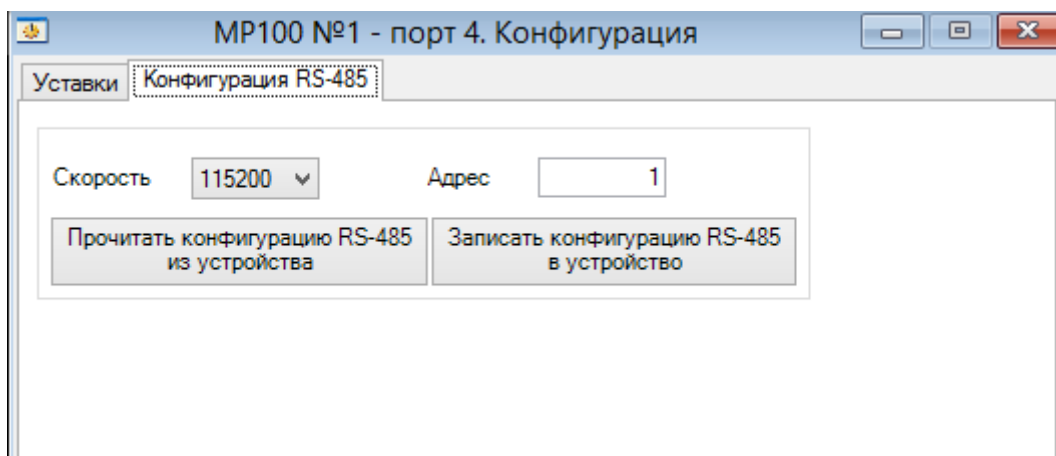 МР100 №1 - порт 4. Конфигурация
Уставки Конфигурация RS-485
Скорость 115200 Адрес 1
Прочитать конфигурацию RS-485 Записать конфигурацию RS-485
из устройства в устройство